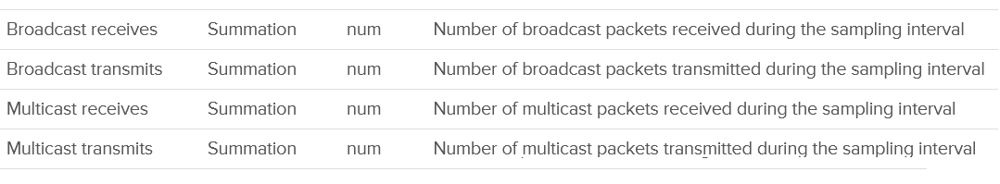 Broadcast receives Summation num Number of broadcast packets received during the sampling interval
Broadcast transmits Summation num Number of broadcast packets transmitted during the sampling interval
Multicast receives Summation num Number of multicast packets received during the sampling interval
Multicast transmits Summation num Number of multicast packets transmitted during the sampling interval